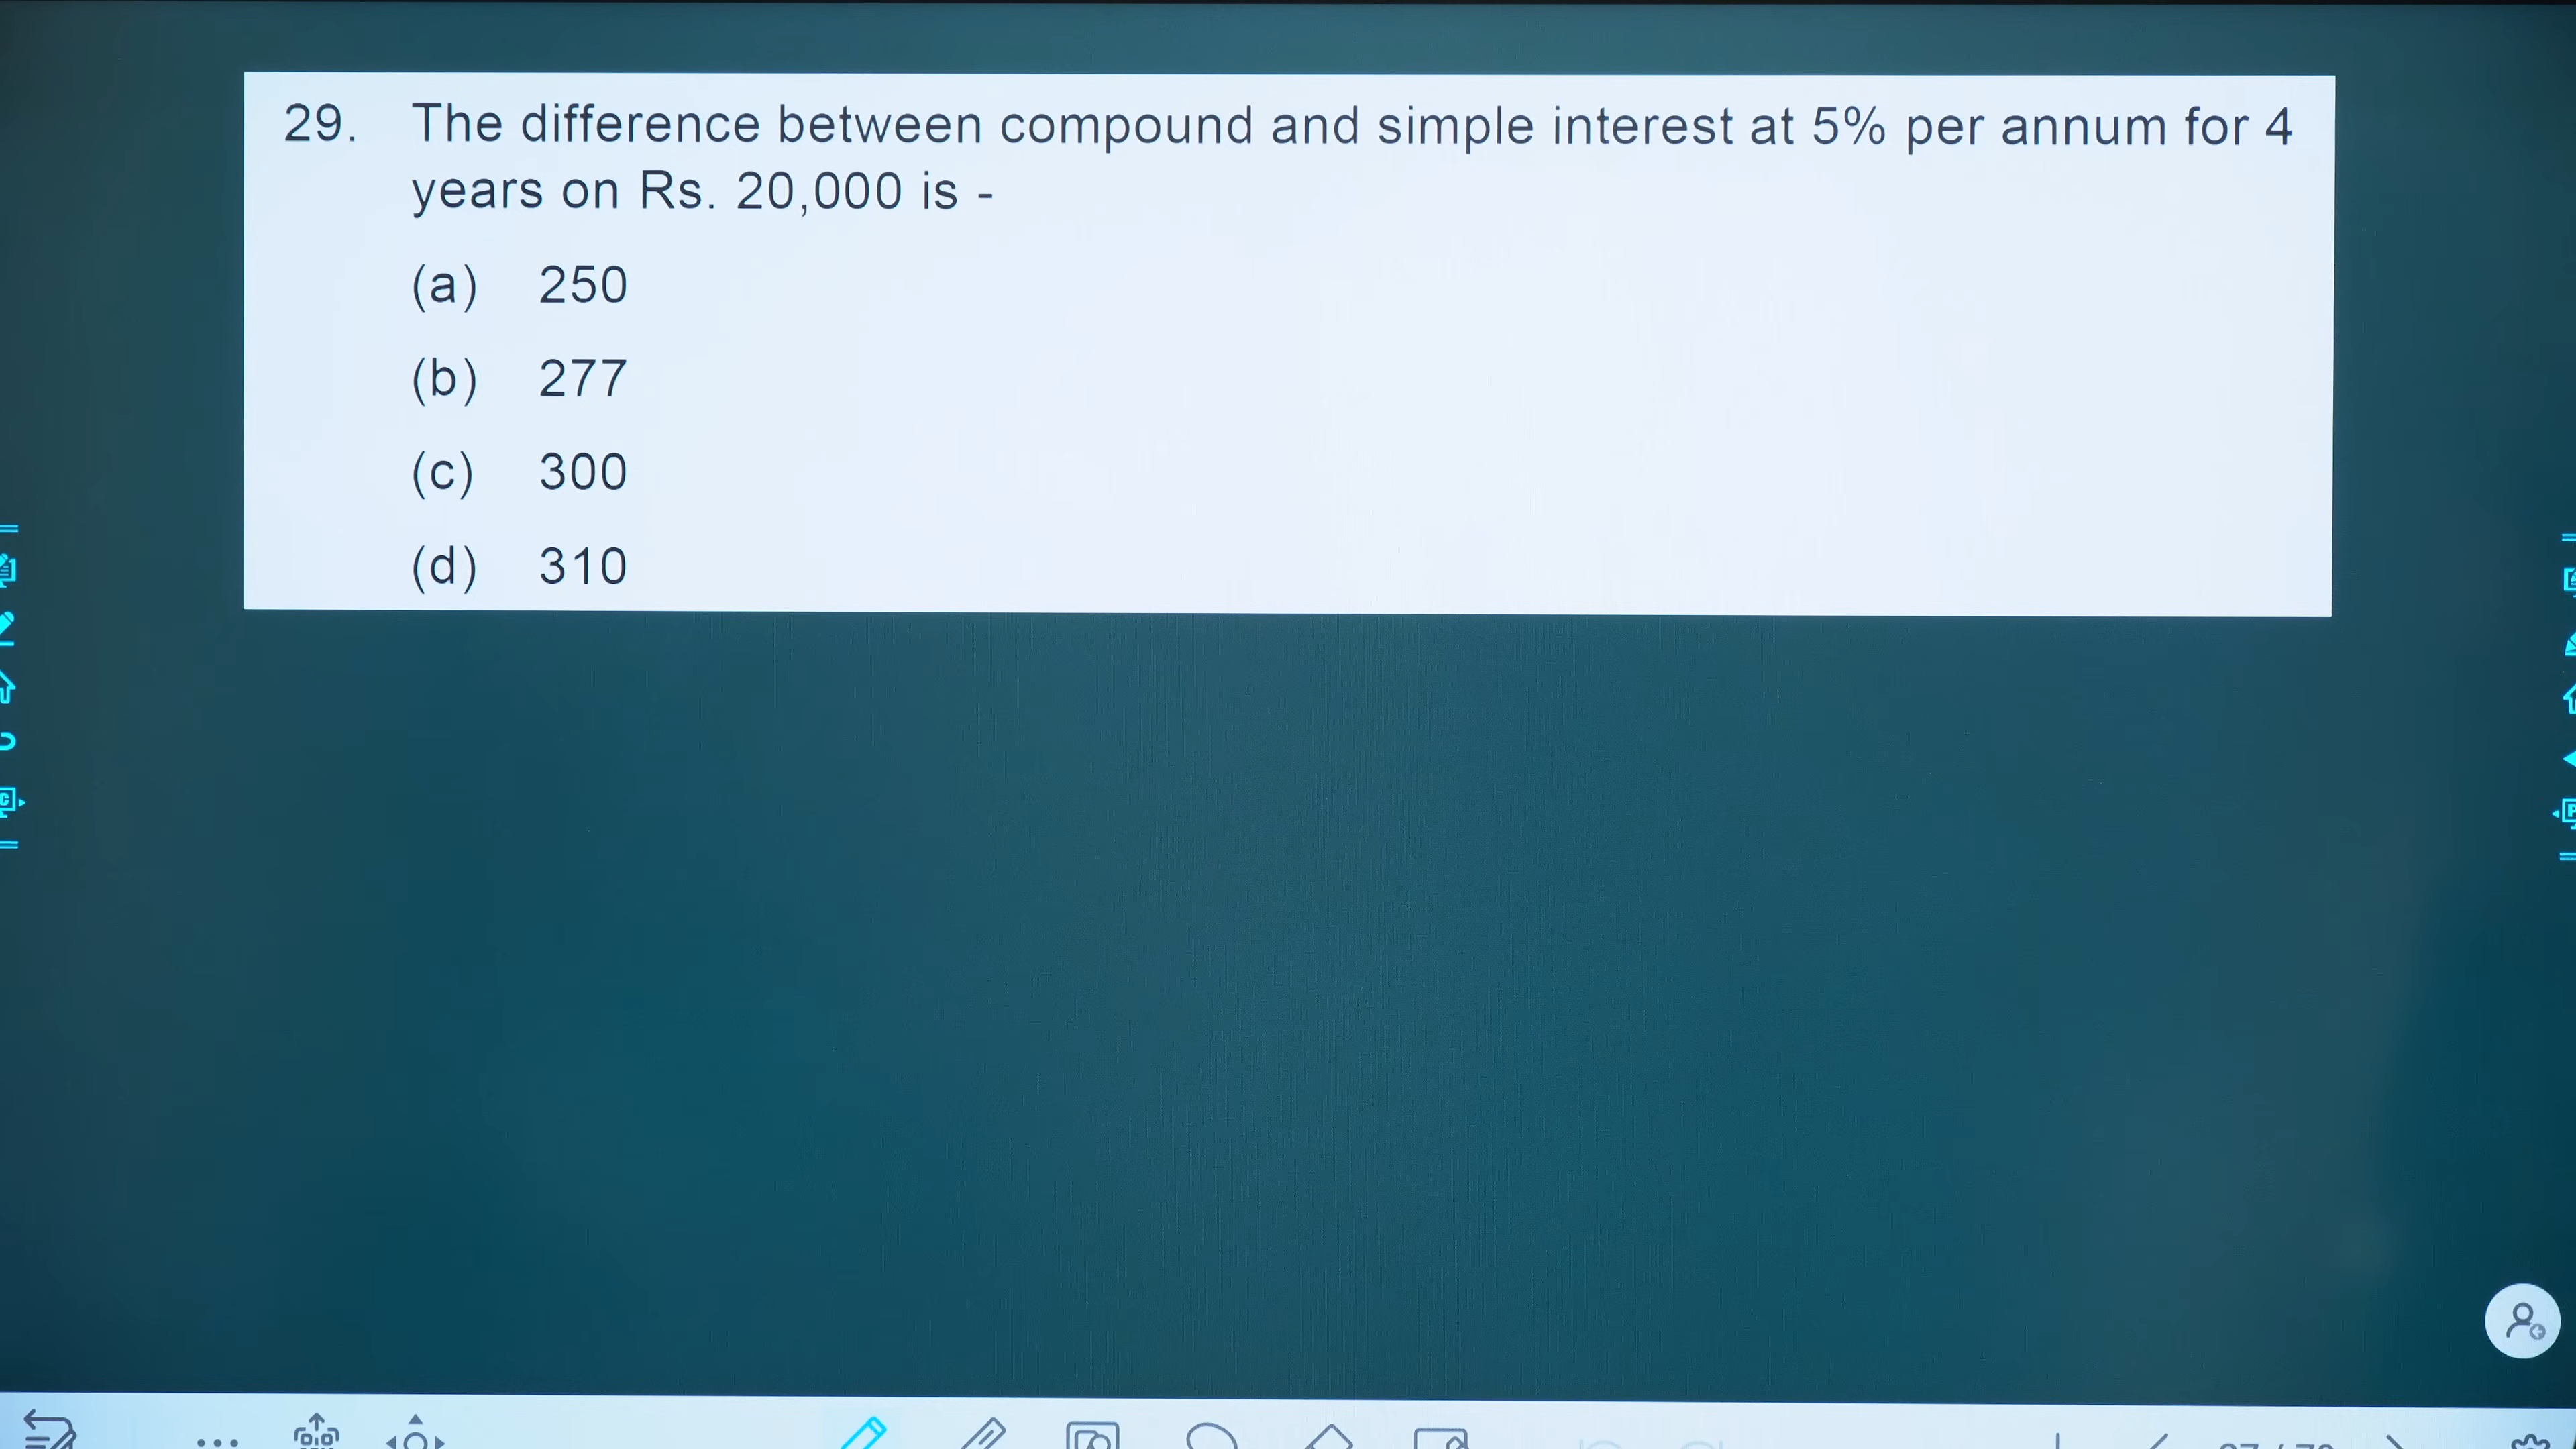 29. The difference between compound and simple interest at 5% per annum for 4
years on Rs. 20,000 is -
(a) 250
(b) 277
(c) 300
(d) 310